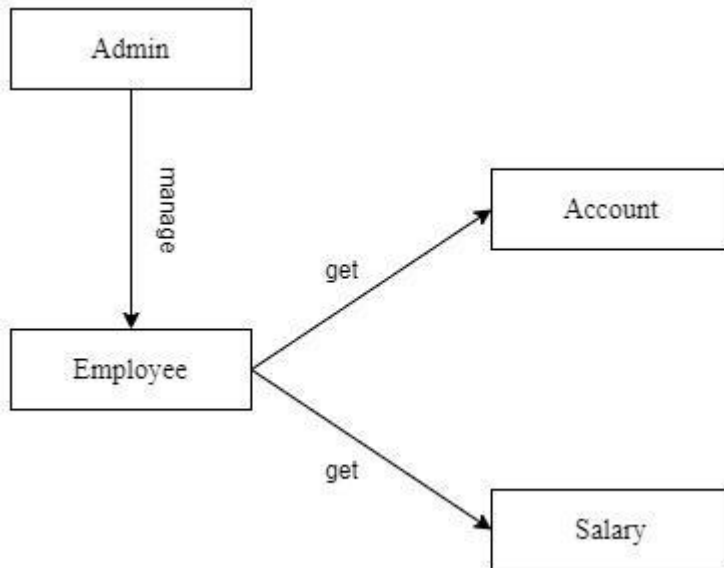 Admin
manage
Account
get
Employee
get
Salary